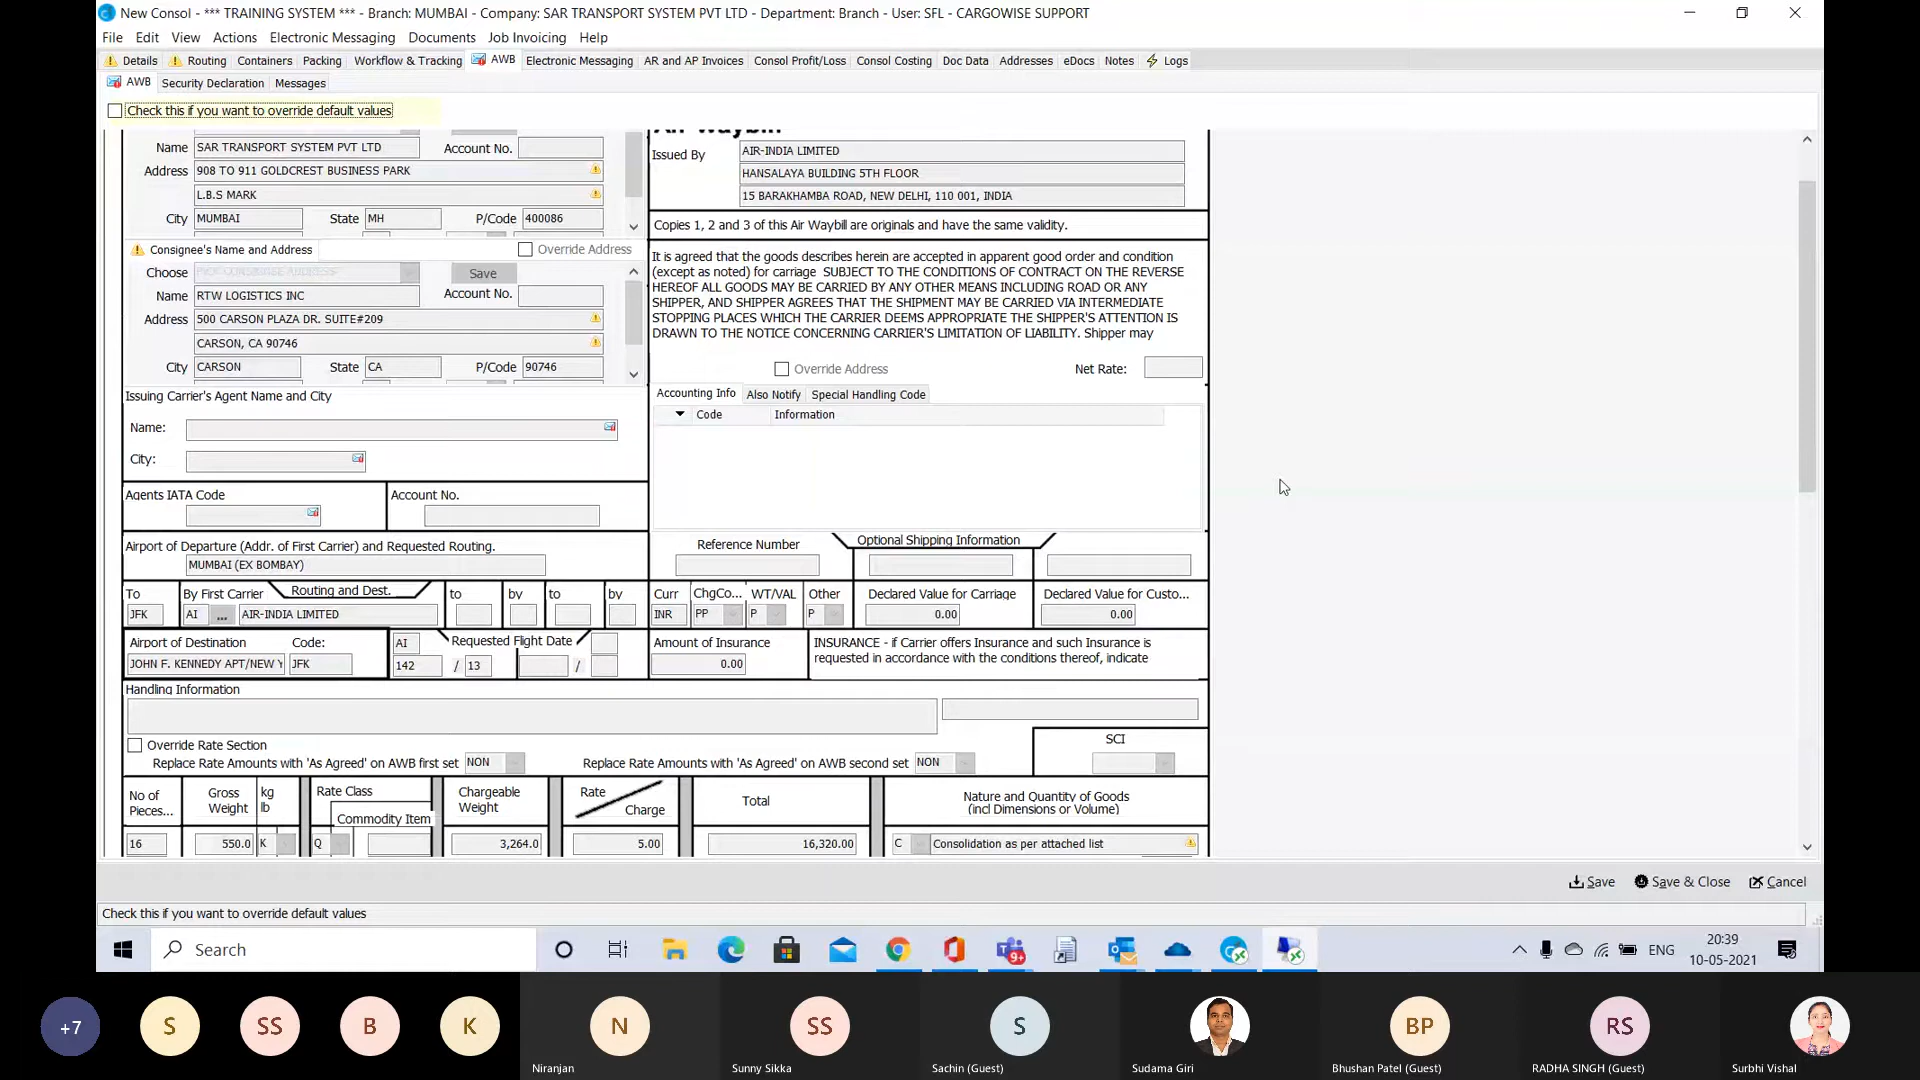 New Consol - *** TRAINING SYSTEM *** - Branch: MUMBAI - Company: SAR TRANSPORT SYSTEM PVT LTD - Department: Branch - User: SFL - CARGOWISE SUPPORT
File Edit View Actions Electronic Messaging Documents Job Invoicing Help
Details Routing Containers Packing Workflow & Tracking AWB Electronic Messaging AR and AP Invoices Consol Profit/Loss Consol Costing Doc Data Addresses eDocs Notes Logs
AWB Security Declaration Messages
Check this if you want to override default values
Name SAR TRANSPORT SYSTEM PVT LTD Account No.
Address 908 TO 911 GOLDCREST BUSINESS PARK
L.B.S MARK
City MUMBAI State MH P/Code 400086
Consignee's Name and Address Override Address
Choose Save
Name RTW LOGISTICS INC Account No.
Address 500 CARSON PLAZA DR. SUITE#209
CARSON, CA 90746
City CARSON State CA P/Code 90746
Issuing Carrier's Agent Name and City
Name:
City:
Agents IATA Code Account No.
Airport of Departure (Addr. of First Carrier) and Requested Routing.
MUMBAI (EX BOMBAY)
To By First Carrier Routing and Dest. to by to by
JFK AI ... AIR-INDIA LIMITED
Airport of Destination Code: AI Requested Flight Date
JOHN F. KENNEDY APT/NEW JFK 142 / 13 /
Air Waybill
Issued By AIR-INDIA LIMITED
HANSALAYA BUILDING 5TH FLOOR
15 BARAKHAMBA ROAD, NEW DELHI, 110 001, INDIA
Copies 1, 2 and 3 of this Air Waybill are originals and have the same validity.
It is agreed that the goods describes herein are accepted in apparent good order and condition
(except as noted) for carriage SUBJECT TO THE CONDITIONS OF CONTRACT ON THE REVERSE
HEREOF ALL GOODS MAY BE CARRIED BY ANY OTHER MEANS INCLUDING ROAD OR ANY
SHIPPER, AND SHIPPER AGREES THAT THE SHIPMENT MAY BE CARRIED VIA INTERMEDIATE
STOPPING PLACES WHICH THE CARRIER DEEMS APPROPRIATE THE SHIPPER'S ATTENTION IS
DRAWN TO THE NOTICE CONCERNING CARRIER'S LIMITATION OF LIABILITY. Shipper may
Override Address Net Rate:
Accounting Info Also Notify Special Handling Code
Code Information
Reference Number Optional Shipping Information
Curr ChgCo... WT/VAL Other Declared Value for Carriage Declared Value for Custo...
INR PP P P 0.00 0.00
Amount of Insurance INSURANCE - if Carrier offers Insurance and such Insurance is
0.00 requested in accordance with the conditions thereof, indicate
Handling Information
Override Rate Section SCI
Replace Rate Amounts with 'As Agreed' on AWB first set NON Replace Rate Amounts with 'As Agreed' on AWB second set NON
No of Pieces... Gross Weight kg lb Rate Class Commodity Item Chargeable Weight Rate Charge Total Nature and Quantity of Goods (incl Dimensions or Volume)
16 550.0 K Q 3,264.0 5.00 16,320.00 C Consolidation as per attached list
Save Save & Close Cancel
Check this if you want to override default values
Search 9+ ENG 20:39
10-05-2021
+7 S SS B K N SS S BP RS
Niranjan Sunny Sikka Sachin (Guest) Sudama Giri Bhushan Patel (Guest) RADHA SINGH (Guest) Surbhi Vishal